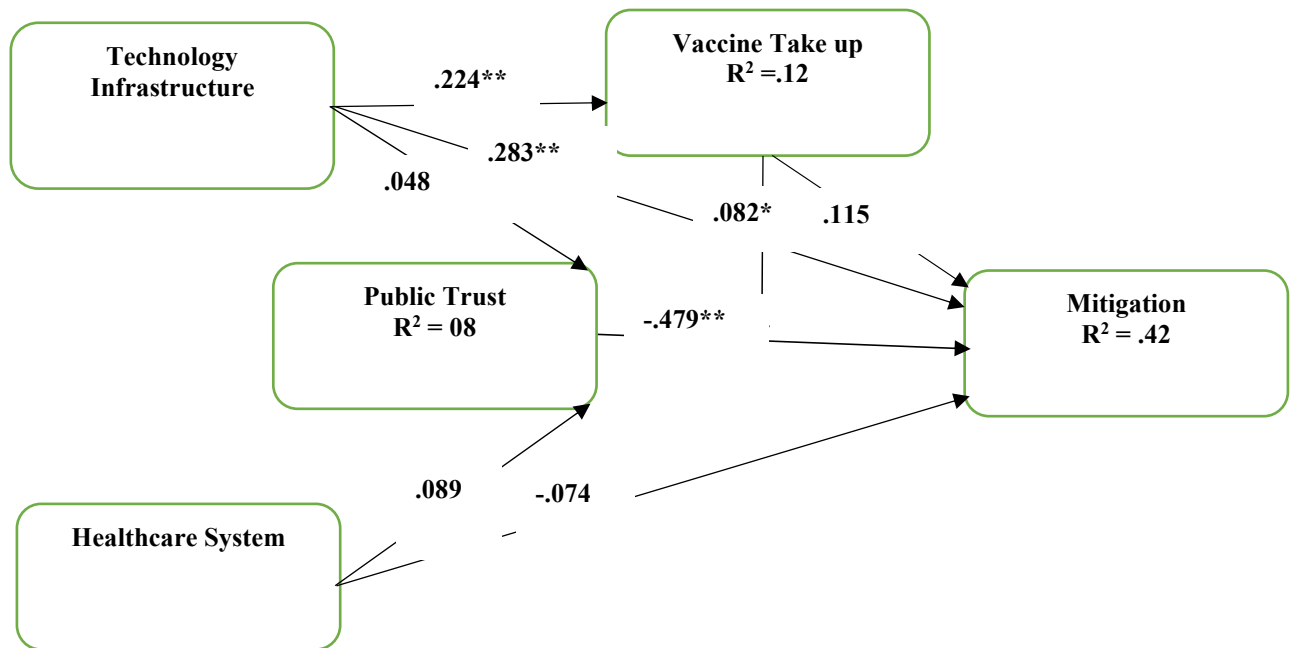 Technology
Infrastructure
Vaccine Take up
R² =.12
.224**
.283**
.048
.082*
.115
Public Trust
R² = 08
-.479**
Mitigation
R² = .42
.089
-.074
Healthcare System